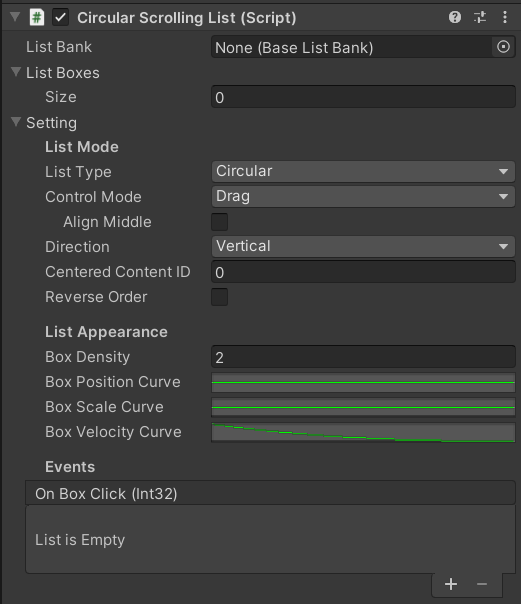 Circular Scrolling List (Script)
List Bank None (Base List Bank)
List Boxes
Size 0
Setting
List Mode
List Type Circular
Control Mode Drag
Align Middle
Direction Vertical
Centered Content ID 0
Reverse Order
List Appearance
Box Density 2
Box Position Curve
Box Scale Curve
Box Velocity Curve
Events
On Box Click (Int32)
List is Empty